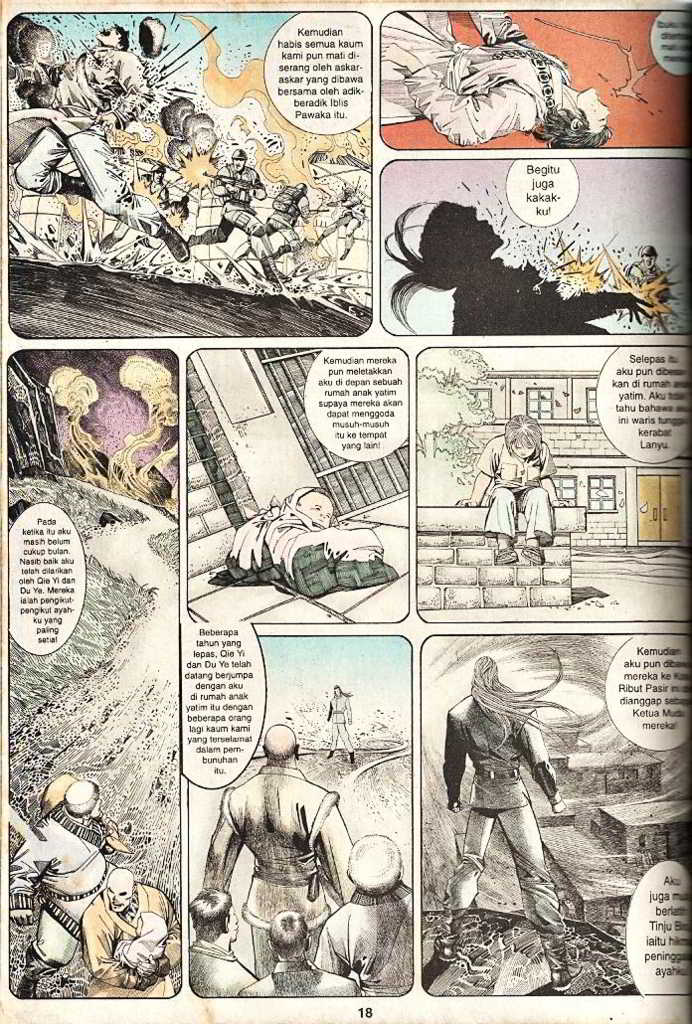 Kemudian
habis semua kaum
kami pun mati di-
serang oleh askar-
askar yang dibawa
bersama oleh adik-
beradik Iblis
Pawaka itu.
Begitu
juga
kakak-
ku!
Pada
ketika itu aku
masih belum
cukup bulan.
Nasib baik aku
telah dilarikan
oleh Qie Yi dan
Du Ye. Mereka
ialah pengikut-
pengikut ayah-
ku yang
paling
setia!
Kemudian mereka
pun meletakkan
aku di depan sebuah
rumah anak yatim
supaya mereka akan
dapat menggoda
musuh-musuh
itu ke tempat
yang lain!
Selepas itu
aku pun
kan di rumah
yatim. Aku
tahu bahawa
ini waris
kerabat
Lanyu.
Beberapa
tahun yang
lepas, Qie Yi
dan Du Ye telah
datang berjumpa
dengan aku
di rumah anak
yatim itu dengan
beberapa orang
lagi kaum kami
yang terselamat
dalam pem-
bunuhan
itu.
Kemudian
aku pun
mereka ke
Ribut Pasir
dianggap
Ketua Muda
mereka!
Aku
juga
Tinju
iaitu
18